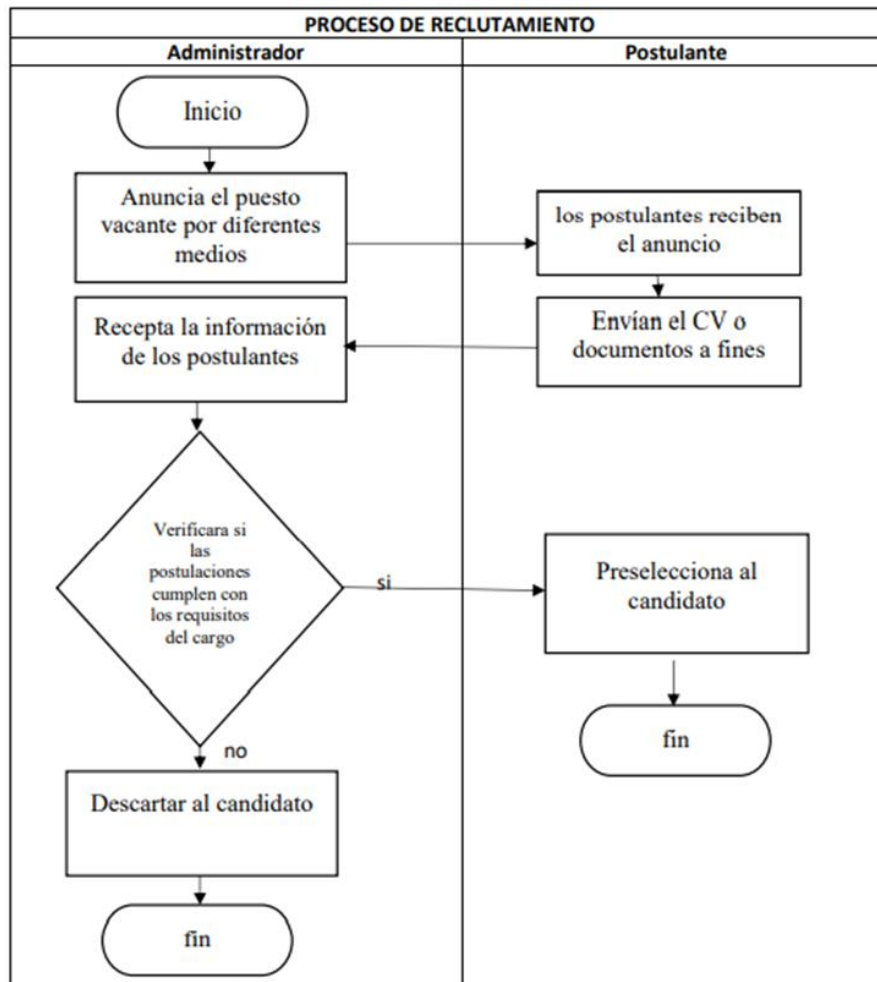 PROCESO DE RECLUTAMIENTO
Administrador
Postulante
Inicio
Anuncia el puesto
vacante por diferentes
medios
los postulantes reciben
el anuncio
Envían el CV o
documentos a fines
Recepta la información
de los postulantes
Verificara si
las
postulaciones
cumplen con
los requisitos
del cargo
si
Preselecciona al
candidato
fin
no
Descartar al candidato
fin